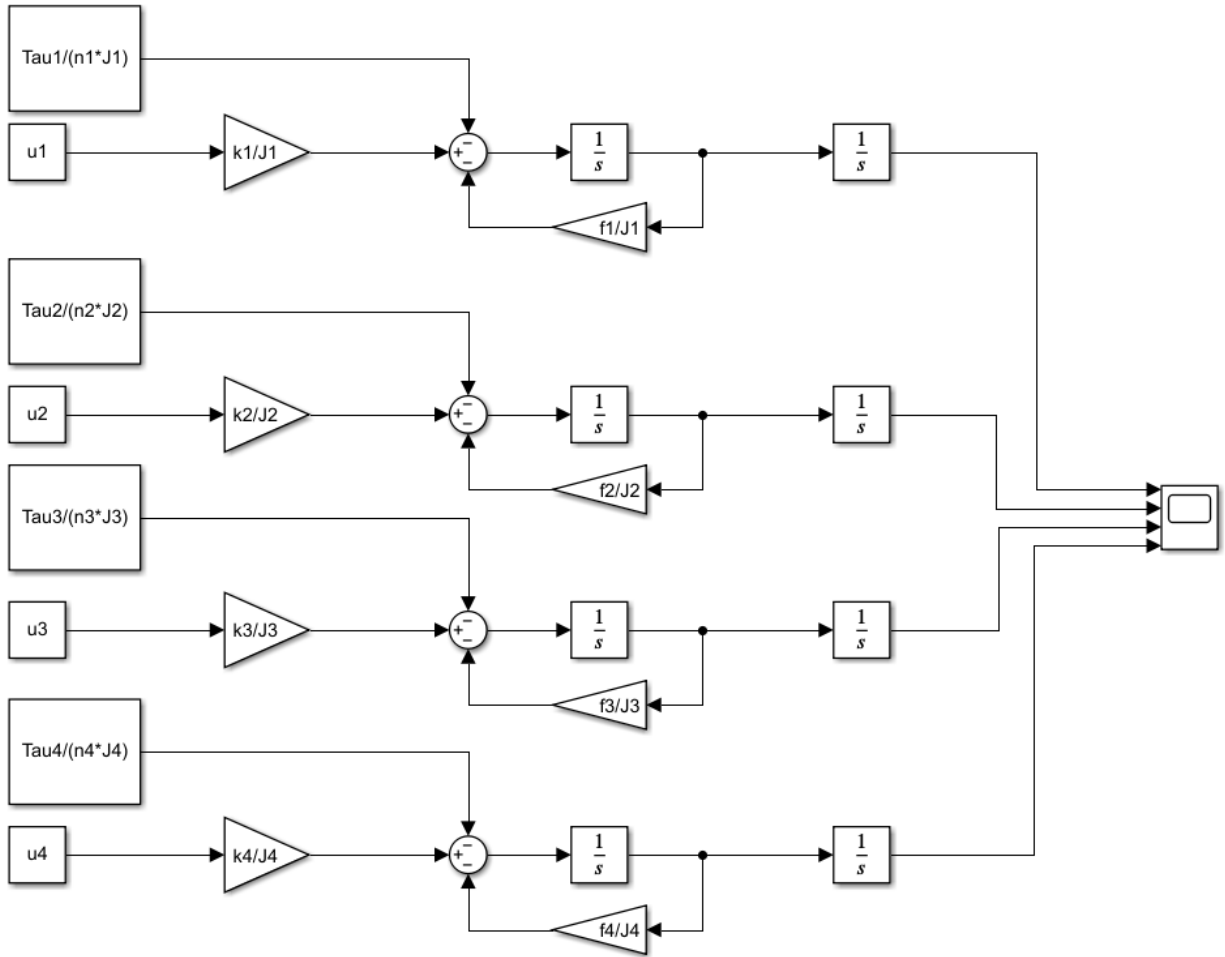 Tau1/(n1*J1)
u1
k1/J1
+
−
−
1
s
1
s
f1/J1
Tau2/(n2*J2)
u2
k2/J2
+
−
−
1
s
1
s
f2/J2
Tau3/(n3*J3)
u3
k3/J3
+
−
−
1
s
1
s
f3/J3
Tau4/(n4*J4)
u4
k4/J4
+
−
−
1
s
1
s
f4/J4